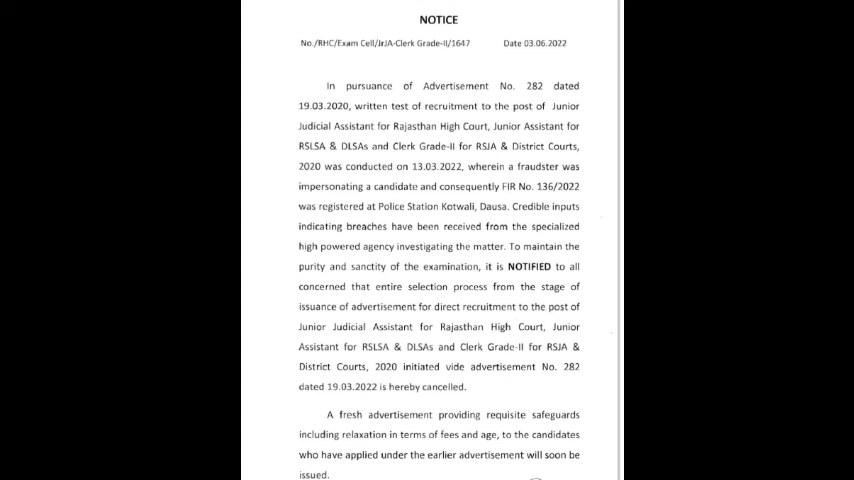 NOTICE
No./RHC/Exam Cell/JrJA-Clerk Grade-II/1647 Date 03.06.2022
In pursuance of Advertisement No. 282 dated
19.03.2020, written test of recruitment to the post of Junior
Judicial Assistant for Rajasthan High Court, Junior Assistant for
RSLSA & DLSAs and Clerk Grade-II for RSJA & District Courts,
2020 was conducted on 13.03.2022, wherein a fraudster was
impersonating a candidate and consequently FIR No. 136/2022
was registered at Police Station Kotwali, Dausa. Credible inputs
indicating breaches have been received from the specialized
high powered agency investigating the matter. To maintain the
purity and sanctity of the examination, it is NOTIFIED to all
concerned that entire selection process from the stage of
issuance of advertisement for direct recruitment to the post of
Junior Judicial Assistant for Rajasthan High Court, Junior
Assistant for RSLSA & DLSAs and Clerk Grade-II for RSJA &
District Courts, 2020 initiated vide advertisement No. 282
dated 19.03.2022 is hereby cancelled.
A fresh advertisement providing requisite safeguards
including relaxation in terms of fees and age, to the candidates
who have applied under the earlier advertisement will soon be
issued.